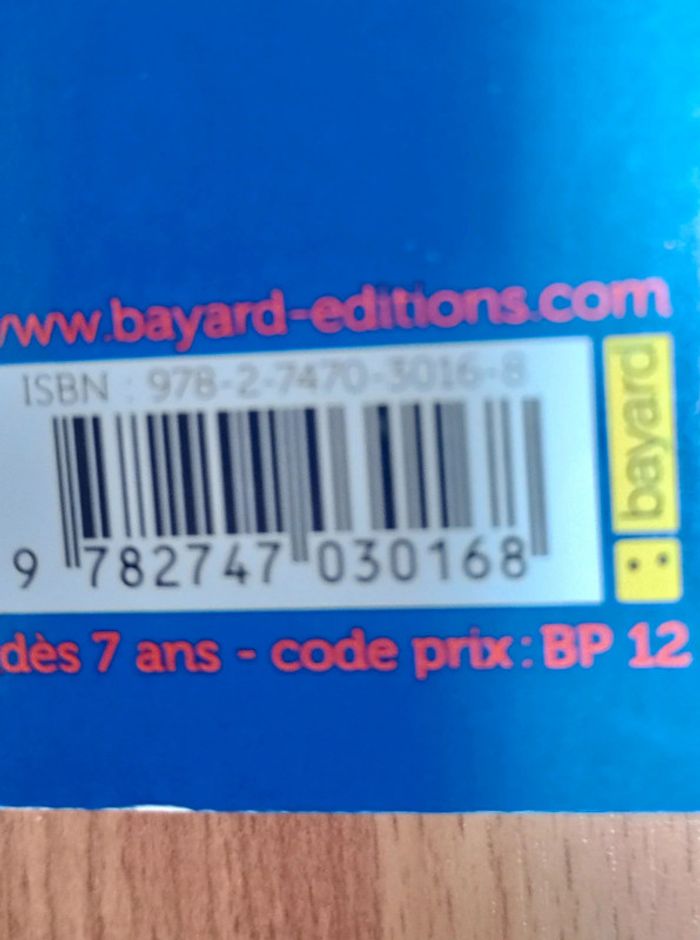 www.bayard-editions.com
ISBN : 978-2-7470-3016-8
9 782747 030168
bayard
dès 7 ans - code prix : BP 12